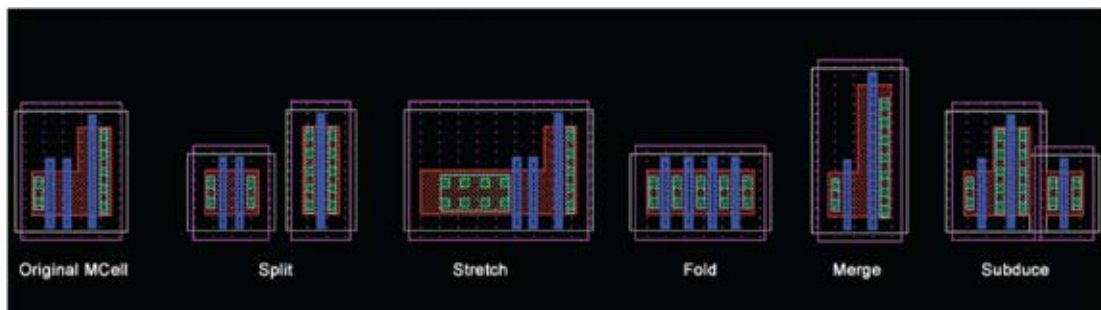 Original MCell
Split
Stretch
Fold
Merge
Subduce